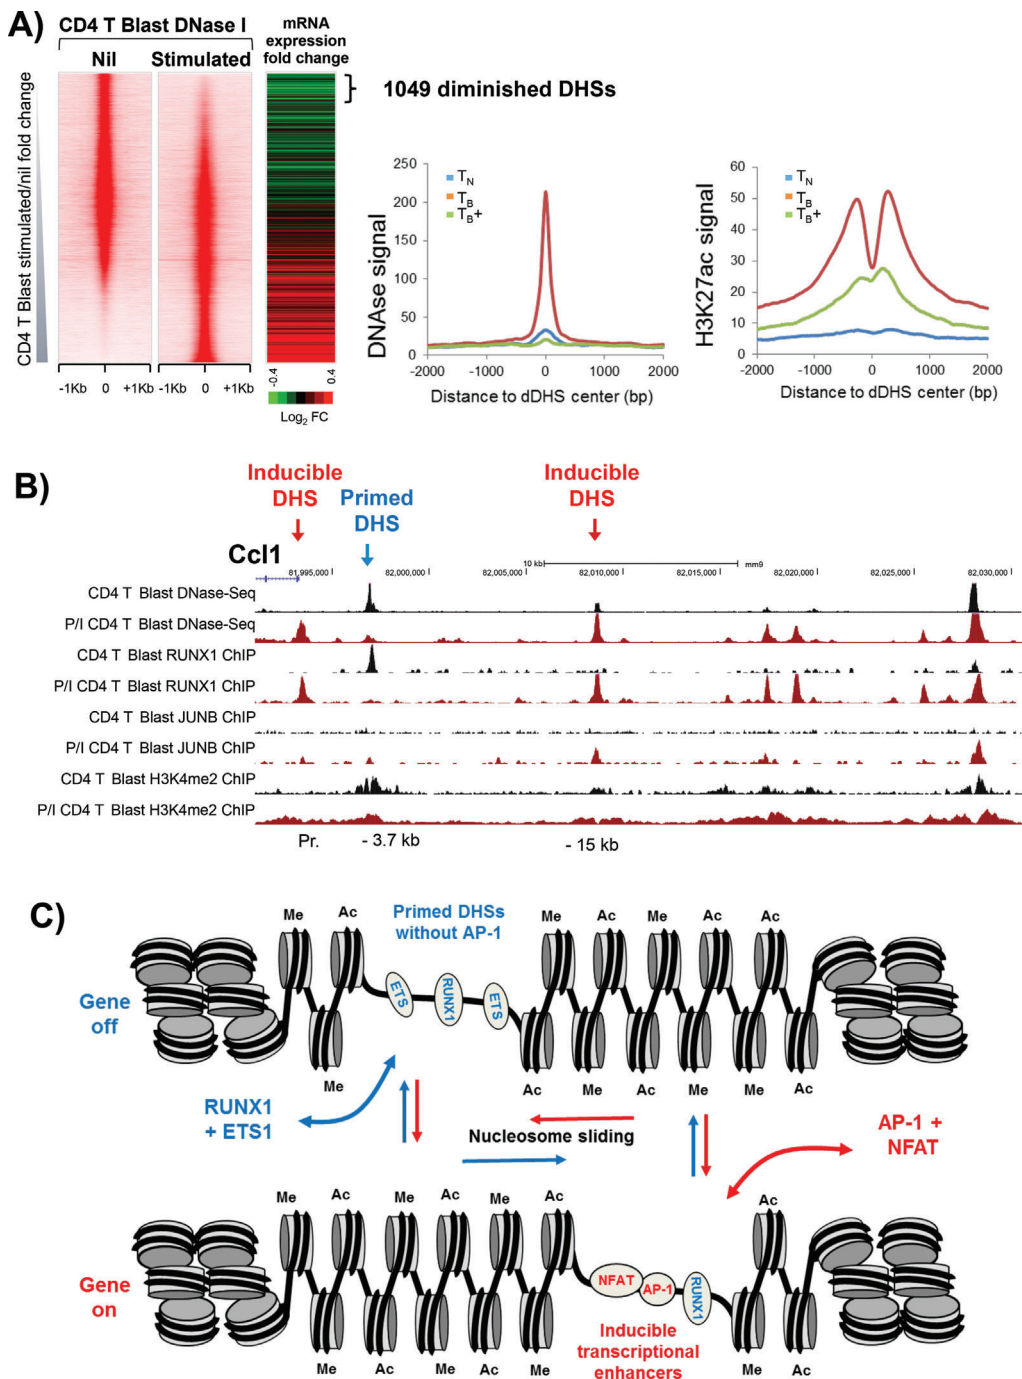 A)
CD4 T Blast DNase I
Nil
Stimulated
mRNA
expression
fold change
CD4 T Blast stimulated/nil fold change
1049 diminished DHSs
-1Kb 0 +1Kb
-1Kb 0 +1Kb
-0.4
0.4
Log2 FC
DNAse signal
250
200
150
100
50
0
TN
TB
TB+
-2000 -1000 0 1000 2000
Distance to dDHS center (bp)
H3K27ac signal
60
50
40
30
20
10
0
TN
TB
TB+
-2000 -1000 0 1000 2000
Distance to dDHS center (bp)
B)
Inducible
DHS
Primed
DHS
Inducible
DHS
Ccl1
10 kb
mm9
81,995,000 82,000,000 82,005,000 82,010,000 82,015,000 82,020,000 82,025,000 82,030,000
CD4 T Blast DNase-Seq
P/I CD4 T Blast DNase-Seq
CD4 T Blast RUNX1 ChIP
P/I CD4 T Blast RUNX1 ChIP
CD4 T Blast JUNB ChIP
P/I CD4 T Blast JUNB ChIP
CD4 T Blast H3K4me2 ChIP
P/I CD4 T Blast H3K4me2 ChIP
Pr. - 3.7 kb - 15 kb
C)
Primed DHSs
without AP-1
Me Ac Me Ac Me Ac Ac
Gene
off
ETS RUNX1 ETS
Me Ac Me Ac Me Me Ac
RUNX1
+ ETS1
Nucleosome sliding
AP-1 +
NFAT
Me Ac Me Ac Me Ac Ac
Gene
on
NFAT AP-1 RUNX1
Me Ac Me Ac Me Me Ac
Inducible
transcriptional
enhancers